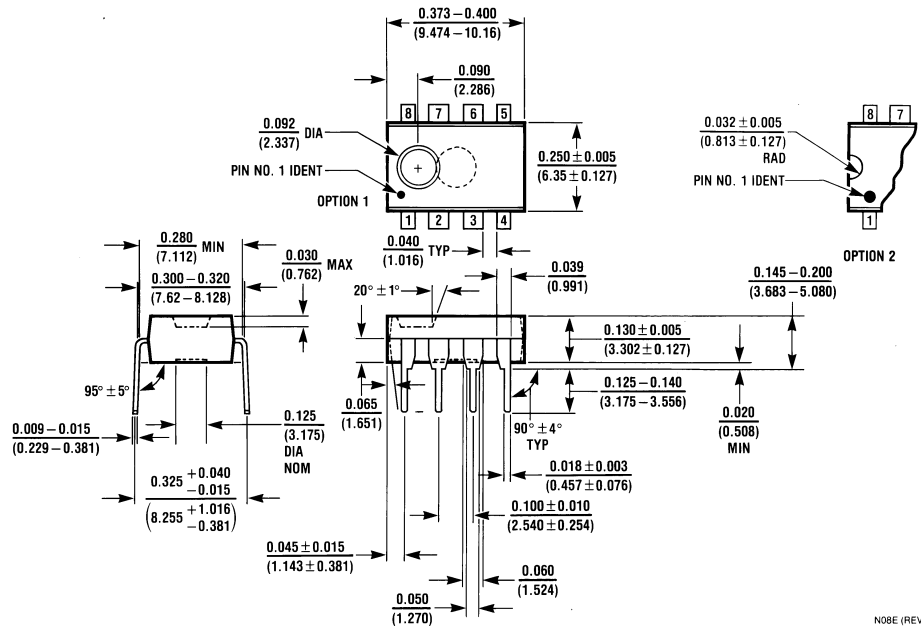 0.373 – 0.400
(9.474 – 10.16)
0.090
(2.286)
8 7 6 5
0.092 DIA
(2.337)
PIN NO. 1 IDENT
OPTION 1
1 2 3 4
0.250 ± 0.005
(6.35 ± 0.127)
8 7
0.032 ± 0.005
(0.813 ± 0.127)
RAD
PIN NO. 1 IDENT
1
OPTION 2
0.280 MIN
(7.112)
0.300 – 0.320
(7.62 – 8.128)
0.030 MAX
(0.762)
0.040 TYP
(1.016)
20° ± 1°
0.039
(0.991)
0.145 – 0.200
(3.683 – 5.080)
0.130 ± 0.005
(3.302 ± 0.127)
0.125 – 0.140
(3.175 – 3.556)
0.020
(0.508)
MIN
95° ± 5°
0.009 – 0.015
(0.229 – 0.381)
0.125
(3.175)
DIA
NOM
0.065
(1.651)
90° ± 4°
TYP
0.018 ± 0.003
(0.457 ± 0.076)
0.325 +0.040
–0.015
(8.255 +1.016
–0.381)
0.100 ± 0.010
(2.540 ± 0.254)
0.045 ± 0.015
(1.143 ± 0.381)
0.060
(1.524)
0.050
(1.270)
N08E (REV